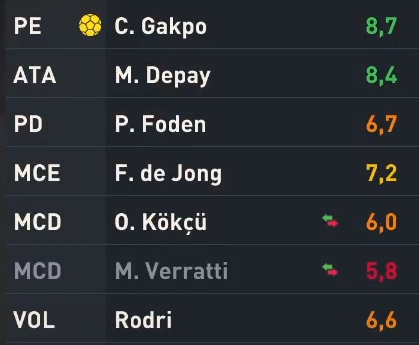 PE C. Gakpo 8,7
ATA M. Depay 8,4
PD P. Foden 6,7
MCE F. de Jong 7,2
MCD O. Kökçü 6,0
MCD M. Verratti 5,8
VOL Rodri 6,6